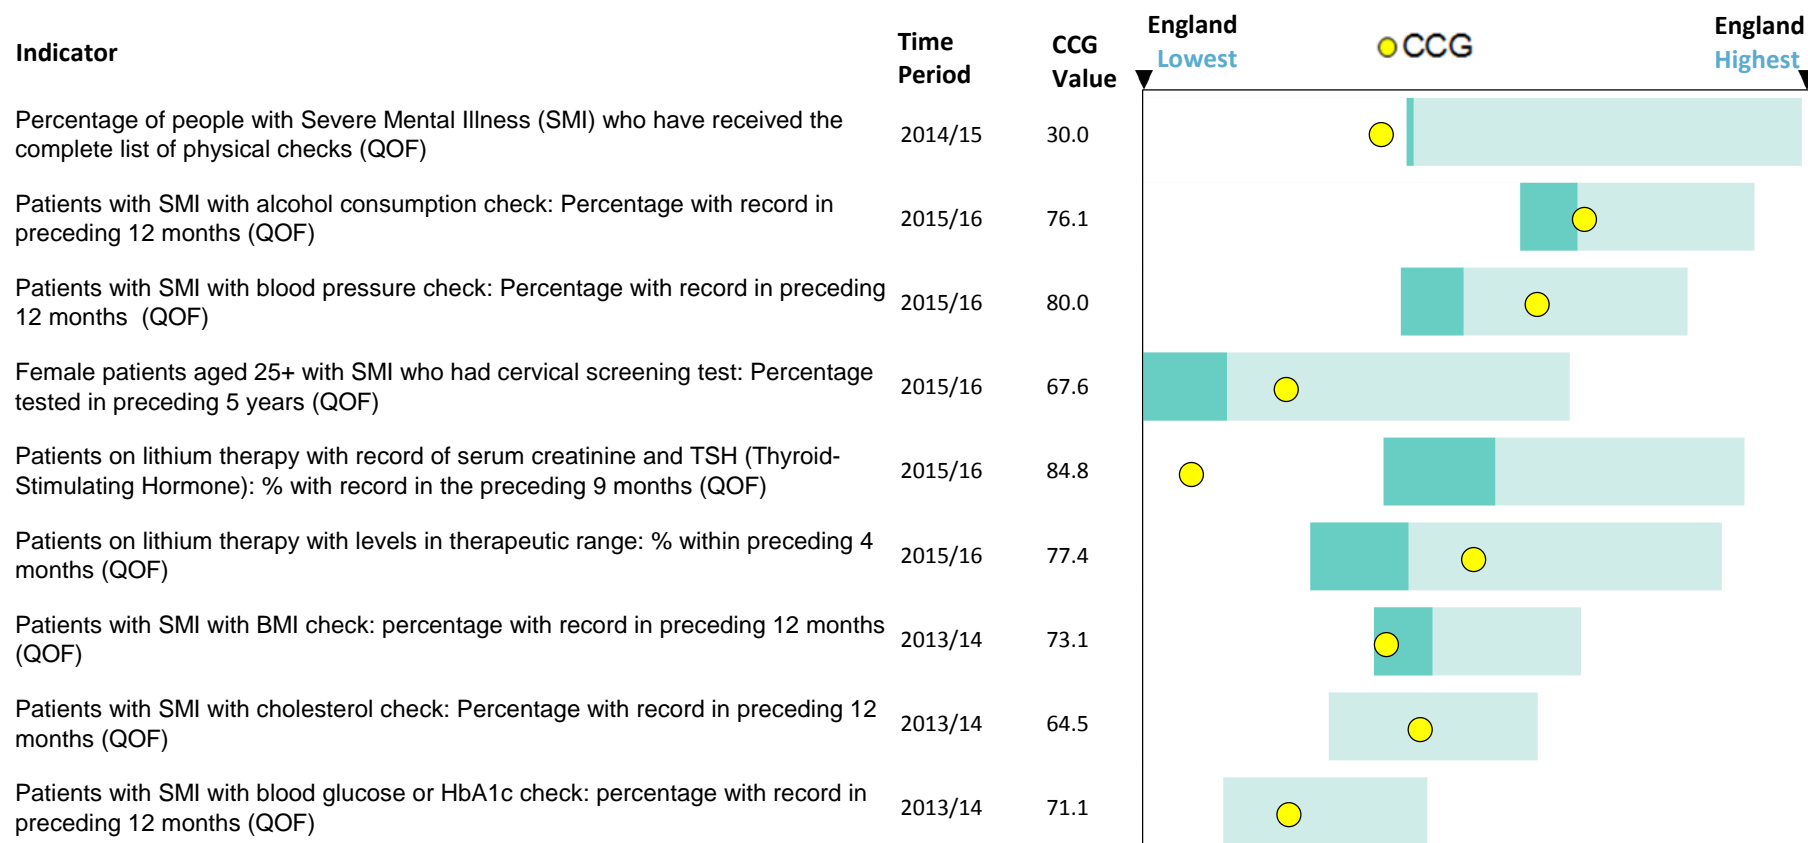 Indicator
Time
Period
CCG
Value
England
Lowest
CCG
England
Highest
Percentage of people with Severe Mental Illness (SMI) who have received the
complete list of physical checks (QOF)
2014/15
30.0
Patients with SMI with alcohol consumption check: Percentage with record in
preceding 12 months (QOF)
2015/16
76.1
Patients with SMI with blood pressure check: Percentage with record in preceding
12 months  (QOF)
2015/16
80.0
Female patients aged 25+ with SMI who had cervical screening test: Percentage
tested in preceding 5 years (QOF)
2015/16
67.6
Patients on lithium therapy with record of serum creatinine and TSH (Thyroid-
Stimulating Hormone): % with record in the preceding 9 months (QOF)
2015/16
84.8
Patients on lithium therapy with levels in therapeutic range: % within preceding 4
months (QOF)
2015/16
77.4
Patients with SMI with BMI check: percentage with record in preceding 12 months
(QOF)
2013/14
73.1
Patients with SMI with cholesterol check: Percentage with record in preceding 12
months (QOF)
2013/14
64.5
Patients with SMI with blood glucose or HbA1c check: percentage with record in
preceding 12 months (QOF)
2013/14
71.1